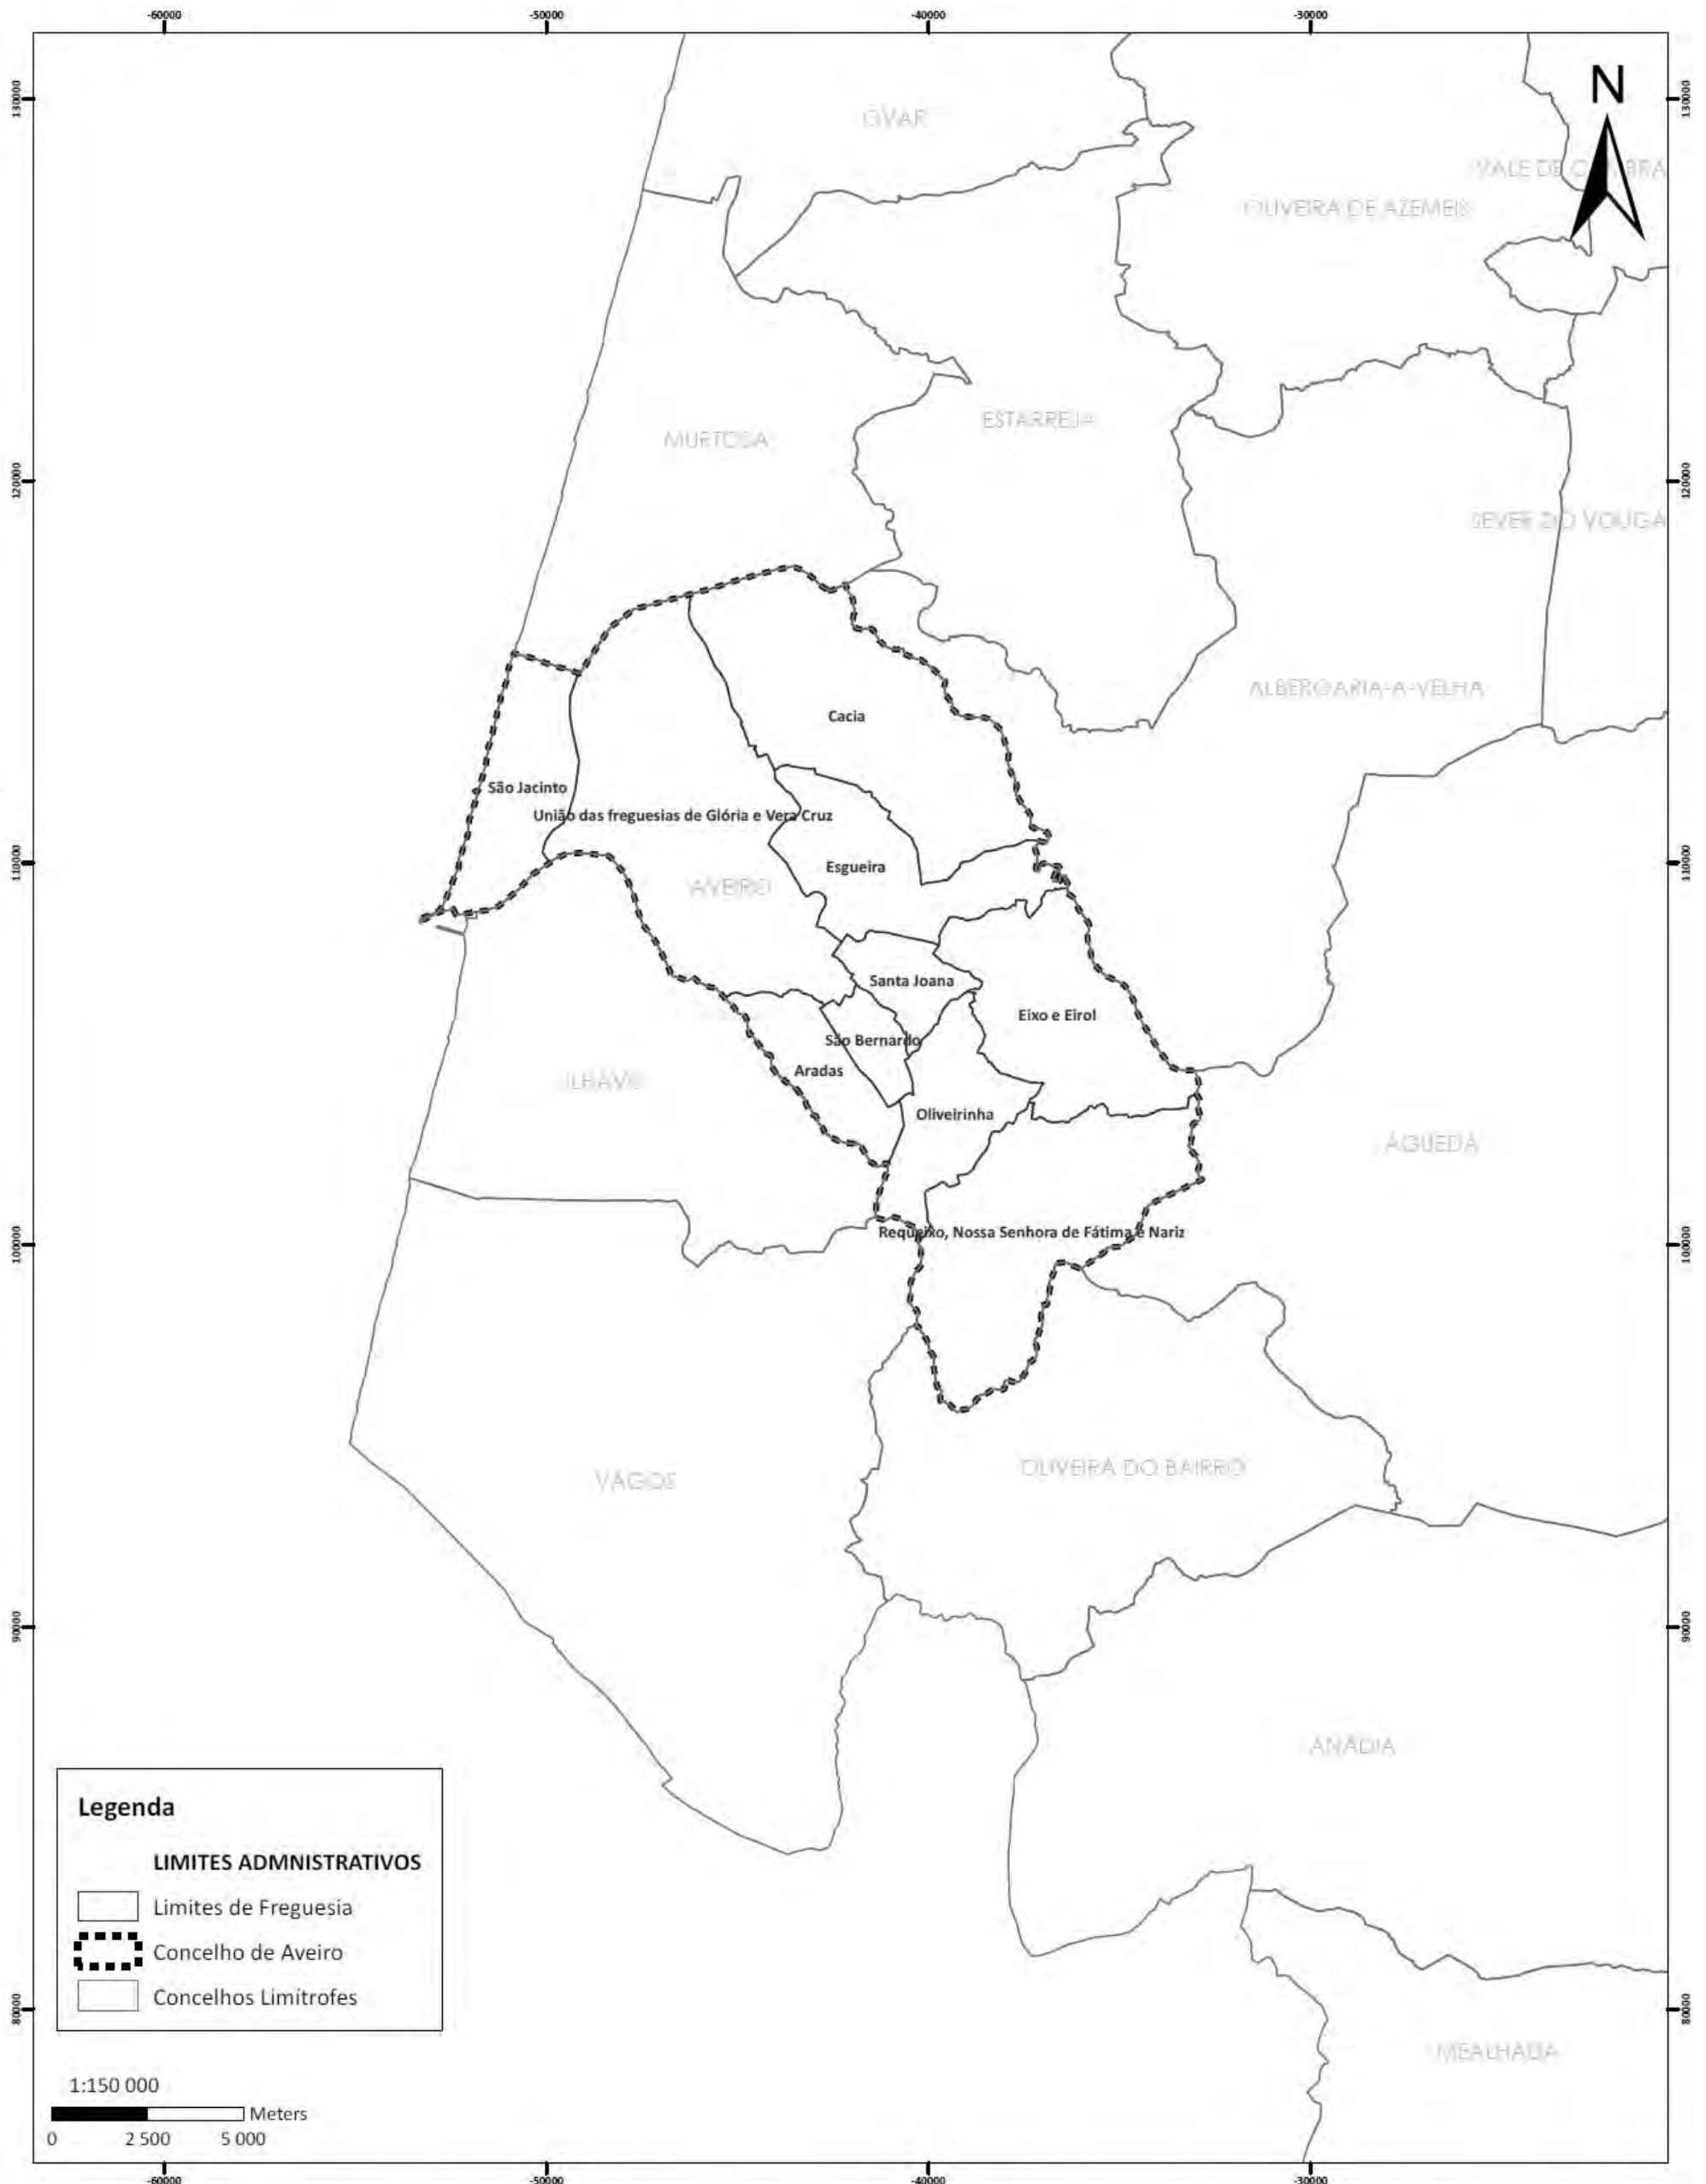 -60000 -50000 -40000 -30000
130000 130000
OVAR
VALE DE C
BRA
N
OLIVEIRA DE AZEMEIS
ESTARREJA
MURTOSA
120000 120000
SEVER DO VOUGA
ALBERGARIA-A-VELHA
Cacia
São Jacinto
União das freguesias de Glória e Vera Cruz
110000 110000
Esgueira
AVEIRO
Santa Joana
Eixo e Eirol
São Bernardo
Aradas
ILHAVO
Oliveirinha
ÁGUEDA
Requeixo, Nossa Senhora de Fátima e Nariz
100000 100000
OLIVEIRA DO BAIRRO
VAGOS
90000 90000
ANADIA
Legenda
LIMITES ADMNISTRATIVOS
Limites de Freguesia
Concelho de Aveiro
Concelhos Limitrofes
80000 80000
MEALHADA
1:150 000
Meters
0 2 500 5 000
-60000 -50000 -40000 -30000